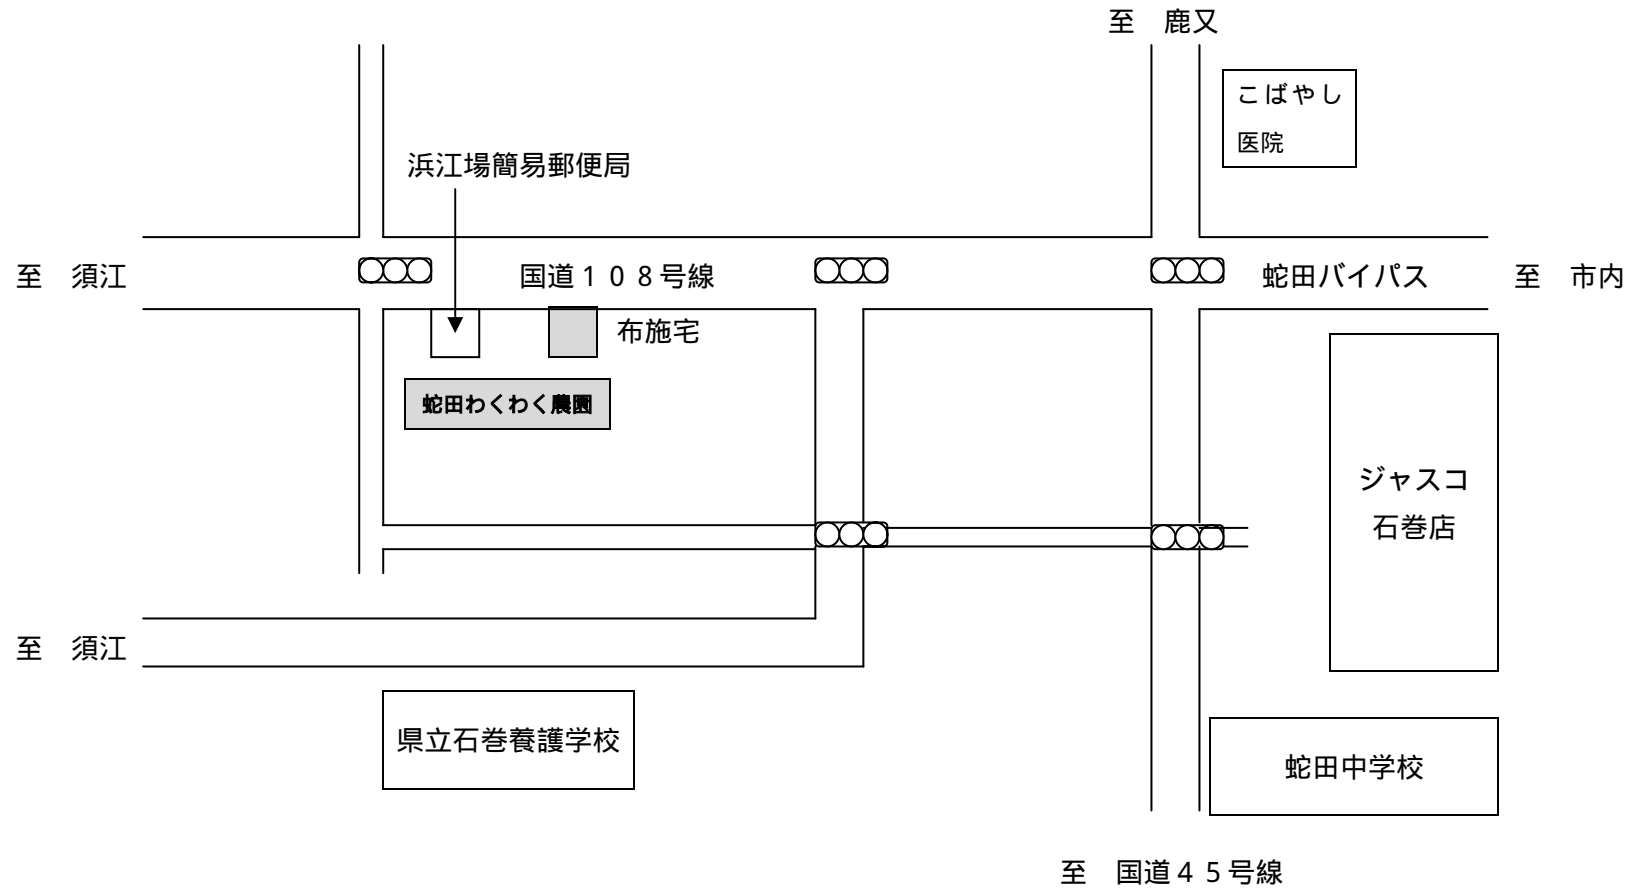 至　鹿又
こばやし
医院
浜江場簡易郵便局
至　須江
国道１０８号線
蛇田バイパス
至　市内
布施宅
蛇田わくわく農園
ジャスコ
石巻店
至　須江
県立石巻養護学校
蛇田中学校
至　国道４５号線